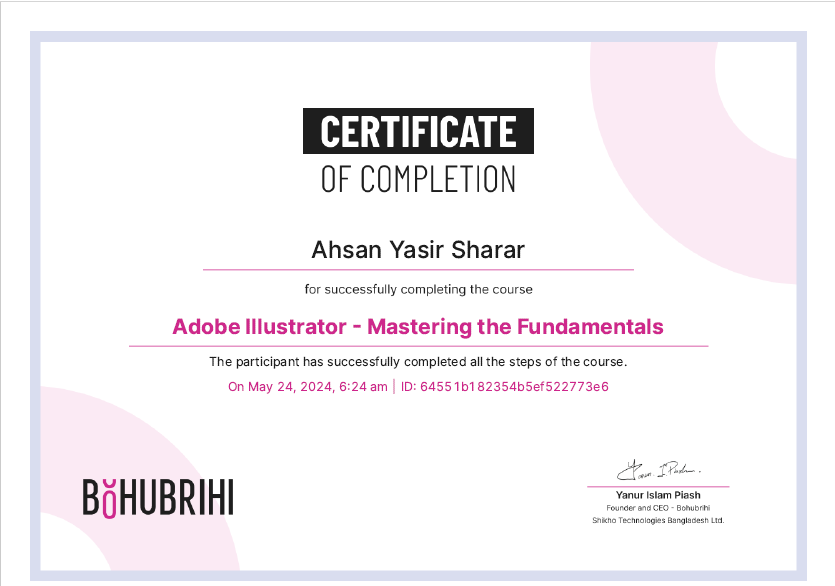 CERTIFICATE
OF COMPLETION
Ahsan Yasir Sharar
for successfully completing the course
Adobe Illustrator - Mastering the Fundamentals
The participant has successfully completed all the steps of the course.
On May 24, 2024, 6:24 am | ID: 64551b182354b5ef522773e6
BOHUBRIHI
Yanur Islam Piash
Founder and CEO - Bohubrihi
Shikho Technologies Bangladesh Ltd.